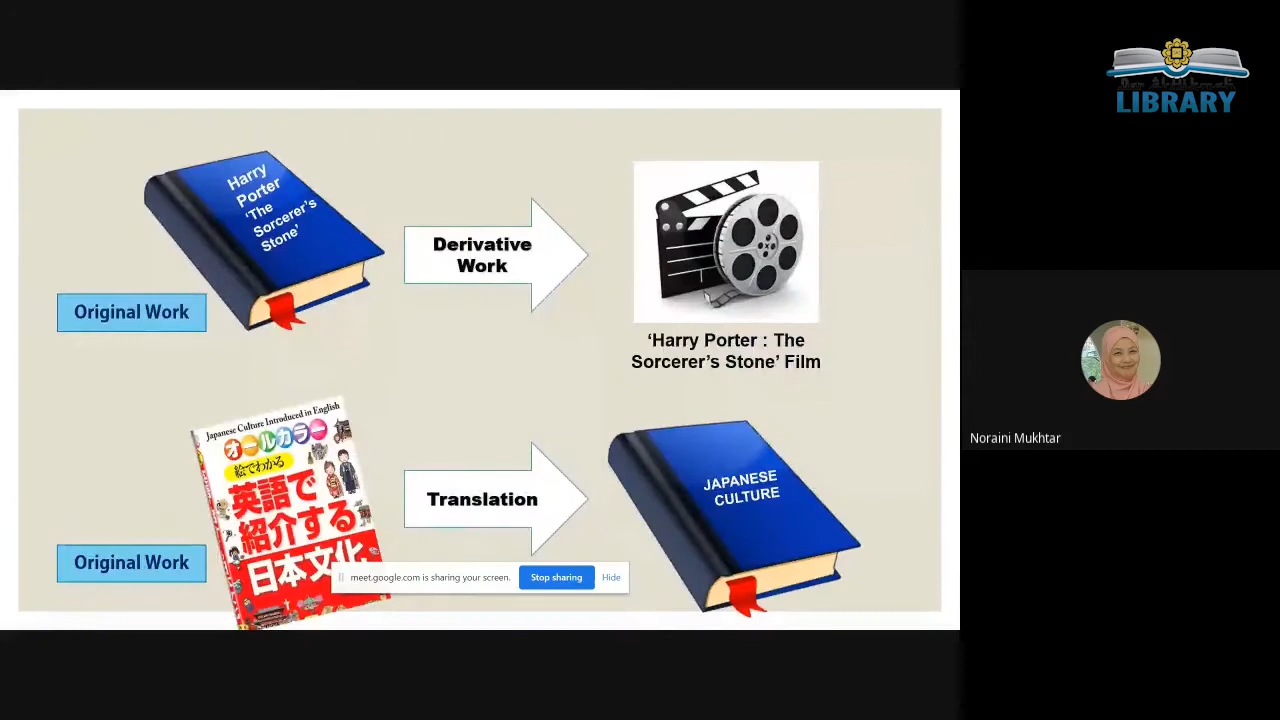 Harry
Porter
‘The
Sorcerer’s
Stone’
Original Work
Derivative
Work
‘Harry Porter : The
Sorcerer’s Stone’ Film
Japanese Culture Introduced in English
オールカラー
絵でわかる
英語で
紹介する
日本文化
Original Work
Translation
JAPANESE
CULTURE
meet.google.com is sharing your screen.
Stop sharing
Hide
LIBRARY
Noraini Mukhtar